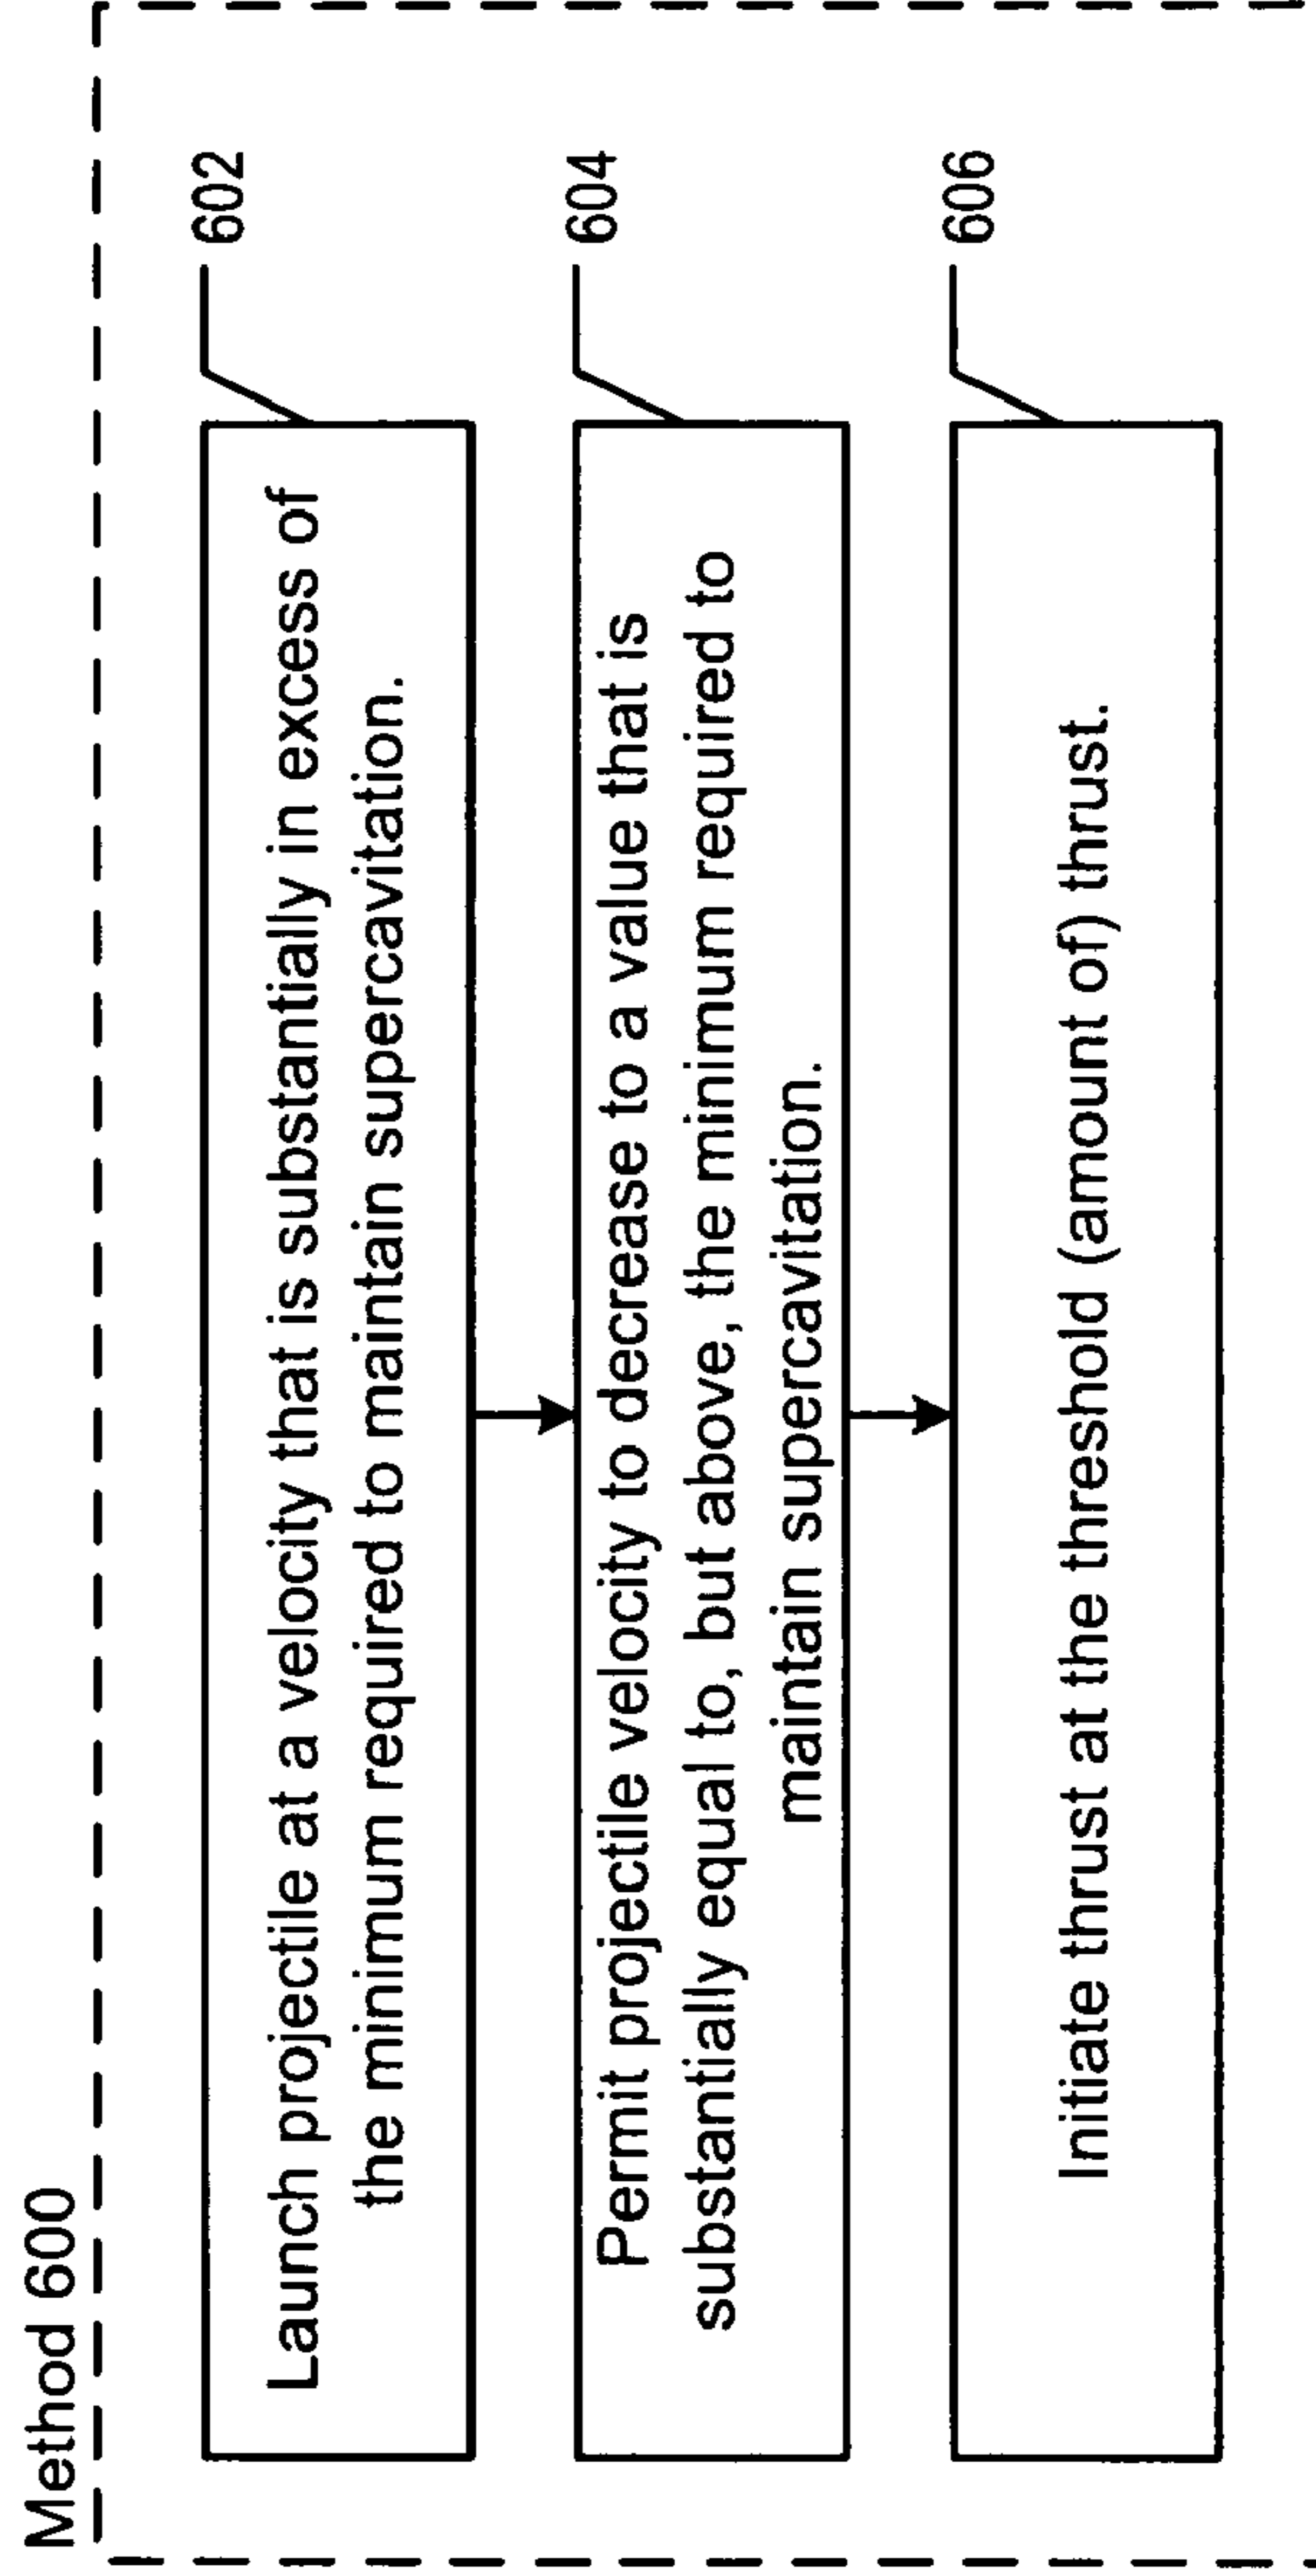 Method 600
Launch projectile at a velocity that is substantially in excess of
the minimum required to maintain supercavitation.
602
Permit projectile velocity to decrease to a value that is
substantially equal to, but above, the minimum required to
maintain supercavitation.
604
Initiate thrust at the threshold (amount of) thrust.
606